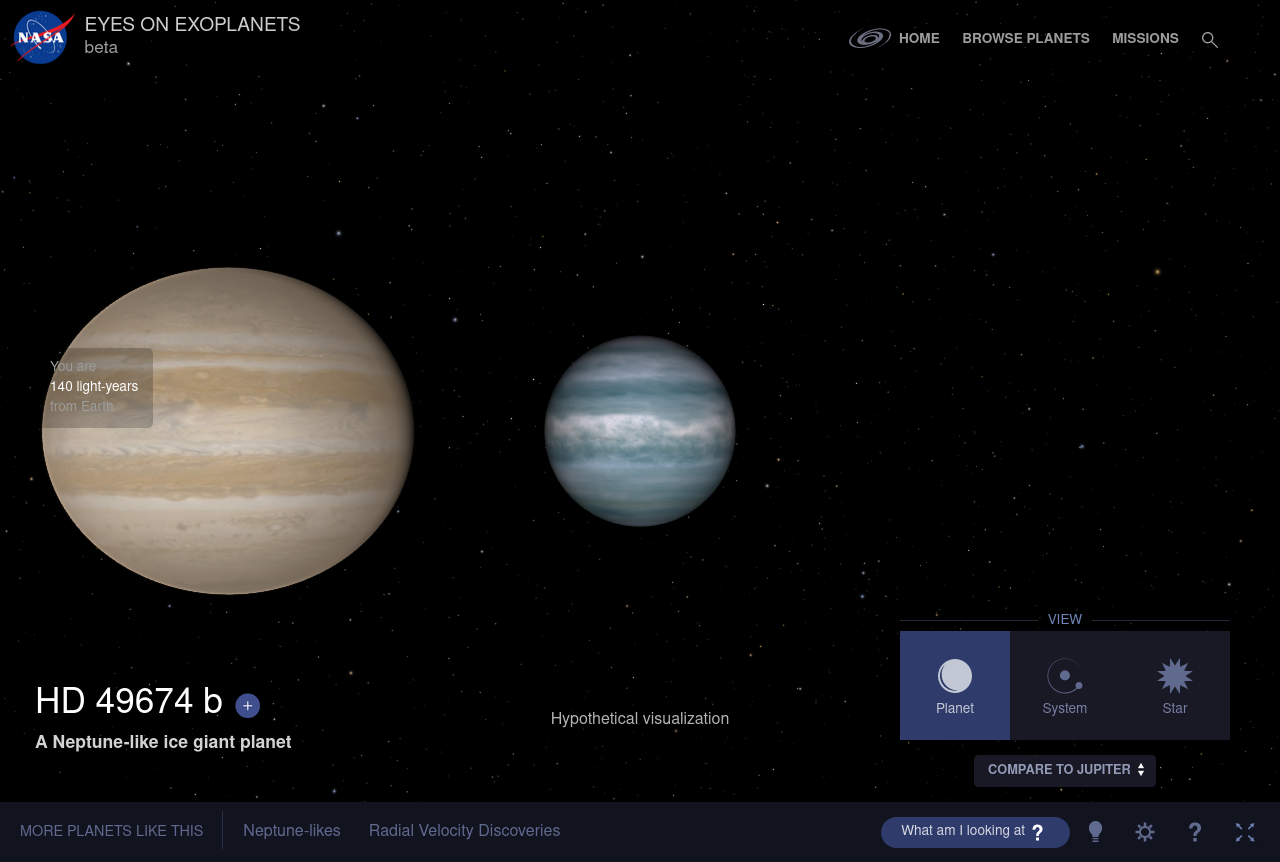 NASA
EYES ON EXOPLANETS
beta
HOME
BROWSE PLANETS
MISSIONS
You are
140 light-years
from Earth
HD 49674 b +
A Neptune-like ice giant planet
Hypothetical visualization
VIEW
Planet
System
Star
COMPARE TO JUPITER
MORE PLANETS LIKE THIS
Neptune-likes
Radial Velocity Discoveries
What am I looking at ?
?